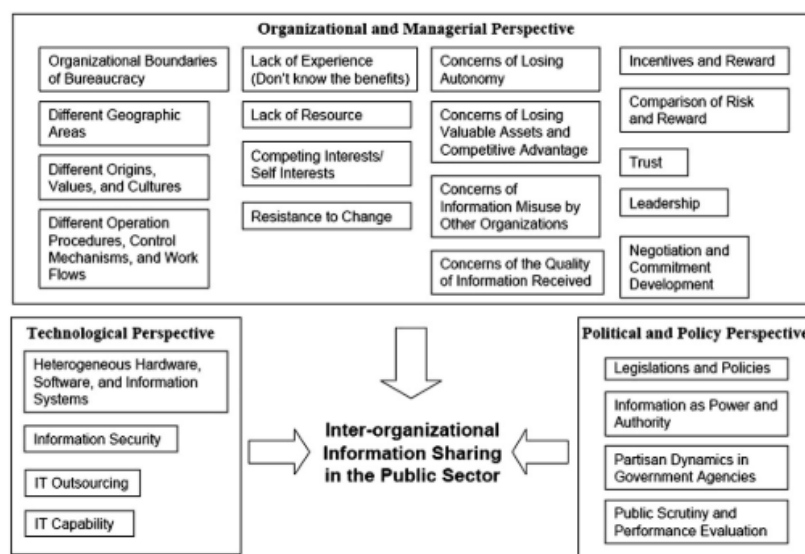 Organizational and Managerial Perspective
Organizational Boundaries
of Bureaucracy
Different Geographic
Areas
Different Origins,
Values, and Cultures
Different Operation
Procedures, Control
Mechanisms, and Work
Flows
Lack of Experience
(Don't know the benefits)
Lack of Resource
Competing Interests/
Self Interests
Resistance to Change
Concerns of Losing
Autonomy
Concerns of Losing
Valuable Assets and
Competitive Advantage
Concerns of
Information Misuse by
Other Organizations
Concerns of the Quality
of Information Received
Incentives and Reward
Comparison of Risk
and Reward
Trust
Leadership
Negotiation and
Commitment
Development
Technological Perspective
Heterogeneous Hardware,
Software, and Information
Systems
Information Security
IT Outsourcing
IT Capability
Inter-organizational
Information Sharing
in the Public Sector
Political and Policy Perspective
Legislations and Policies
Information as Power and
Authority
Partisan Dynamics in
Government Agencies
Public Scrutiny and
Performance Evaluation